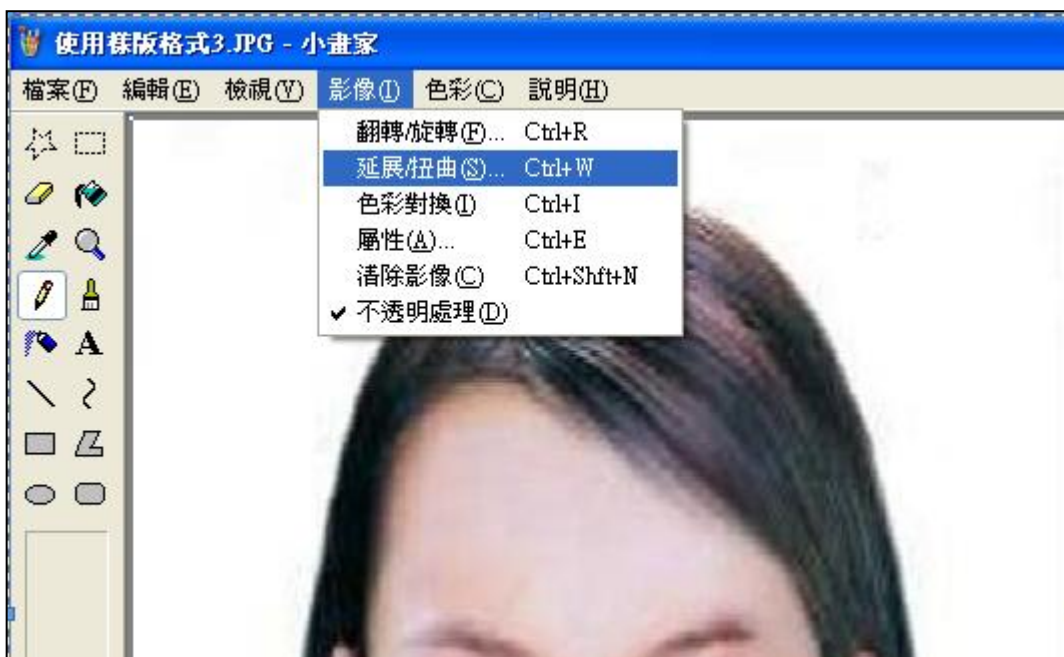 使用樣版格式3.JPG - 小畫家
檔案(F) 編輯(E) 檢視(V) 影像(I) 色彩(C) 說明(H)
翻轉/旋轉(F)... Ctrl+R
延展/扭曲(S)... Ctrl+W
色彩對換(I) Ctrl+I
屬性(A)... Ctrl+E
清除影像(C) Ctrl+Shft+N
✔ 不透明處理(D)
A